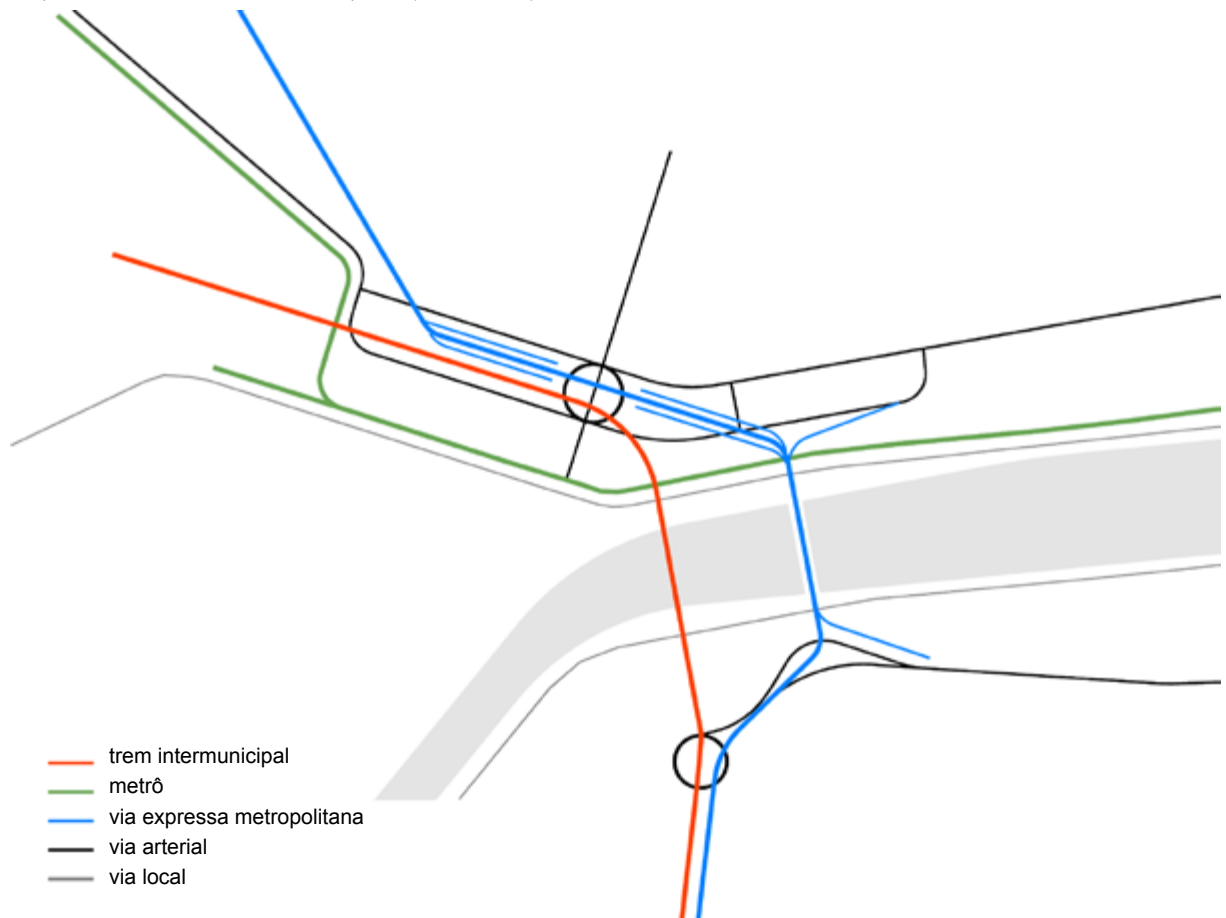 trem intermunicipal
metrô
via expressa metropolitana
via arterial
via local